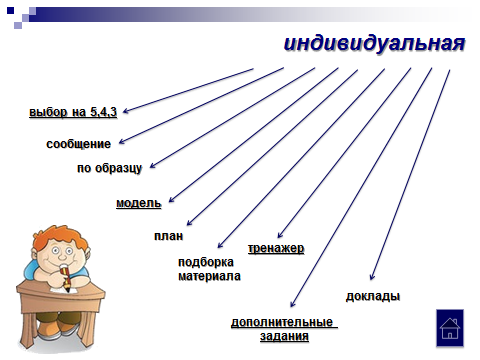 индивидуальная
выбор на 5,4,3
сообщение
по образцу
модель
план
подборка
материала
тренажер
дополнительные
задания
доклады